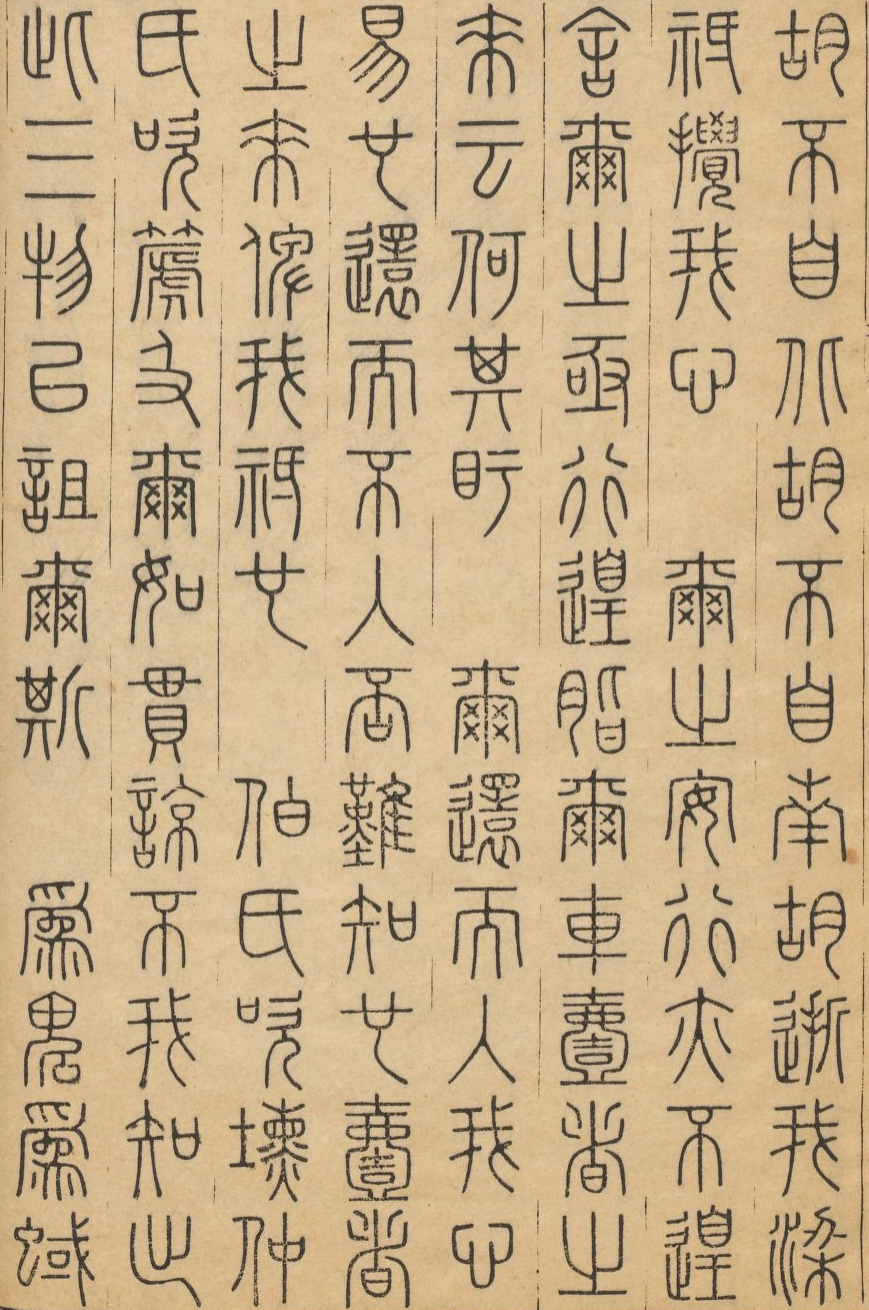 胡不自北胡不自南胡逝我梁
祇攪我心 爾之安行亦不遑
舍爾之亟行遑脂爾車壹者之
來云何其盱 爾還而入我心
易也還而不入否難知也壹者
之來俾我祇也 伯氏吹壎仲
氏吹篪及爾如貫諒不我知出
此三物以詛爾斯 爲鬼爲蜮